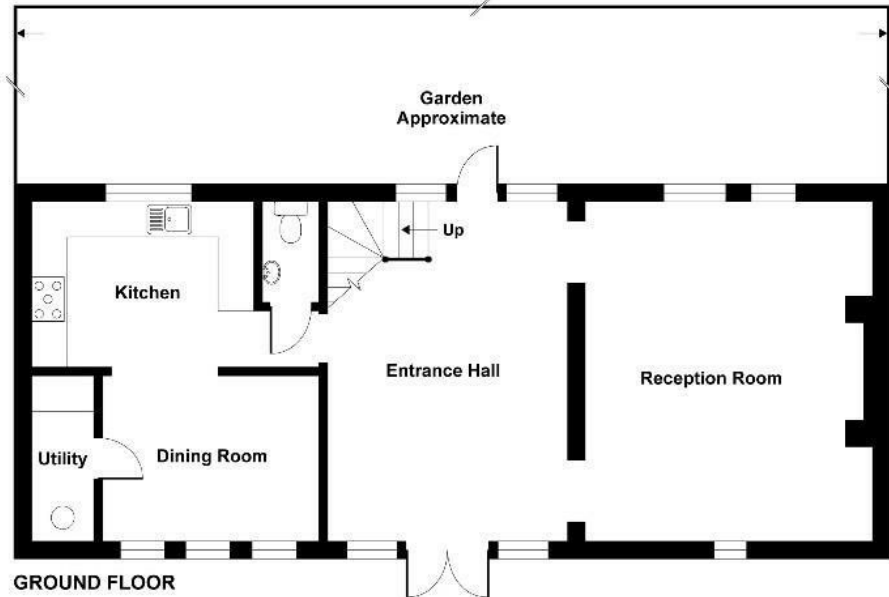 Garden
Approximate
Up
Kitchen
Entrance Hall
Reception Room
Utility
Dining Room
GROUND FLOOR